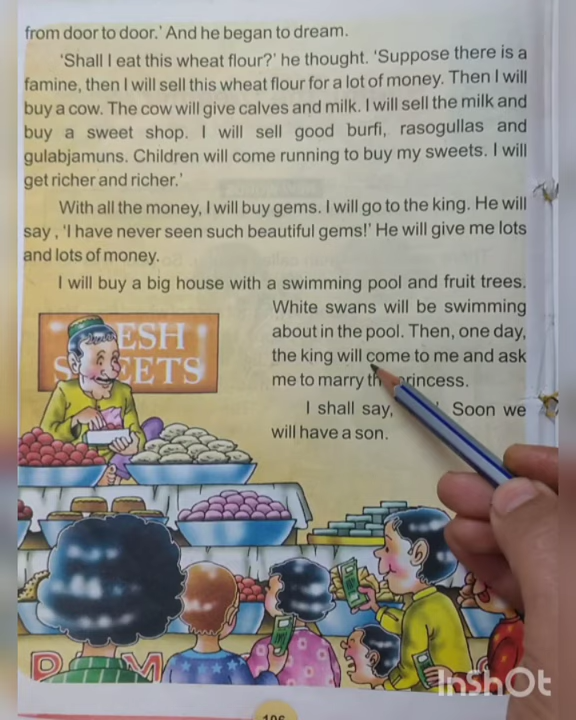 from door to door.' And he began to dream.
'Shall I eat this wheat flour?' he thought. 'Suppose there is a
famine, then I will sell this wheat flour for a lot of money. Then I will
buy a cow. The cow will give calves and milk. I will sell the milk and
buy a sweet shop. I will sell good burfi, rasogullas and
gulabjamuns. Children will come running to buy my sweets. I will
get richer and richer.'
With all the money, I will buy gems. I will go to the king. He will
say , 'I have never seen such beautiful gems!' He will give me lots
and lots of money.
I will buy a big house with a swimming pool and fruit trees.
White swans will be swimming
about in the pool. Then, one day,
the king will come to me and ask
me to marry princess.
I shall say, Soon we
will have a son.
ESH
S EETS
106
InShOt